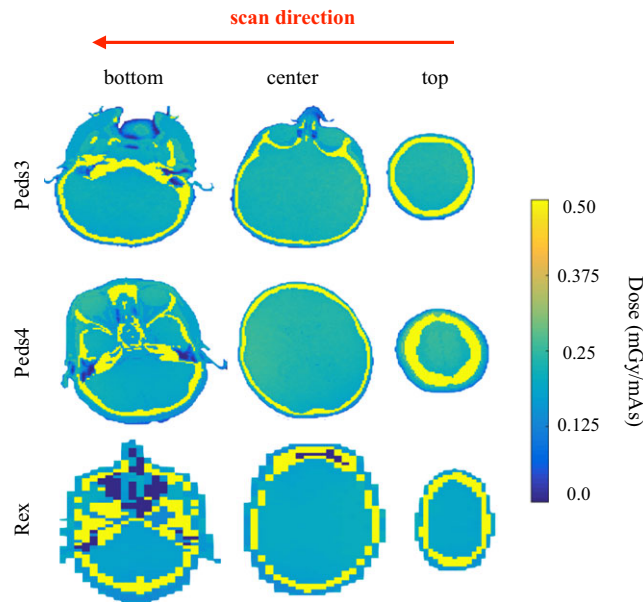 scan direction
bottom center top
Peds3
Peds4
Rex
0.50
0.375
0.25
0.125
0.0
Dose (mGy/mAs)